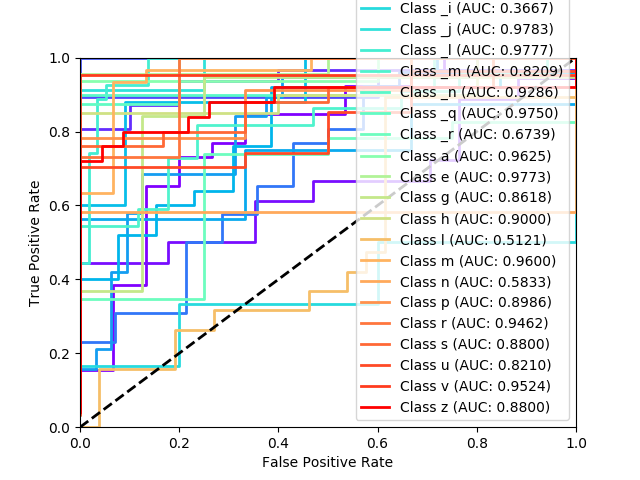 Class _i (AUC: 0.3667)
Class _j (AUC: 0.9783)
Class _l (AUC: 0.9777)
Class _m (AUC: 0.8209)
Class _n (AUC: 0.9286)
Class _q (AUC: 0.9750)
Class _r (AUC: 0.6739)
Class a (AUC: 0.9625)
Class e (AUC: 0.9773)
Class g (AUC: 0.8618)
Class h (AUC: 0.9000)
Class l (AUC: 0.5121)
Class m (AUC: 0.9600)
Class n (AUC: 0.5833)
Class p (AUC: 0.8986)
Class r (AUC: 0.9462)
Class s (AUC: 0.8800)
Class u (AUC: 0.8210)
Class v (AUC: 0.9524)
Class z (AUC: 0.8800)
1.0
0.8
0.6
0.4
0.2
0.0
True Positive Rate
0.0 0.2 0.4 0.6 0.8 1.0
False Positive Rate